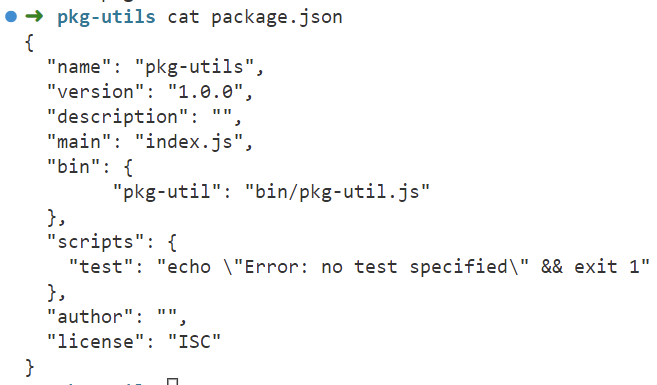 ➜ pkg-utils cat package.json
{
  "name": "pkg-utils",
  "version": "1.0.0",
  "description": "",
  "main": "index.js",
  "bin": {
        "pkg-util": "bin/pkg-util.js"
  },
  "scripts": {
    "test": "echo \"Error: no test specified\" && exit 1"
  },
  "author": "",
  "license": "ISC"
}